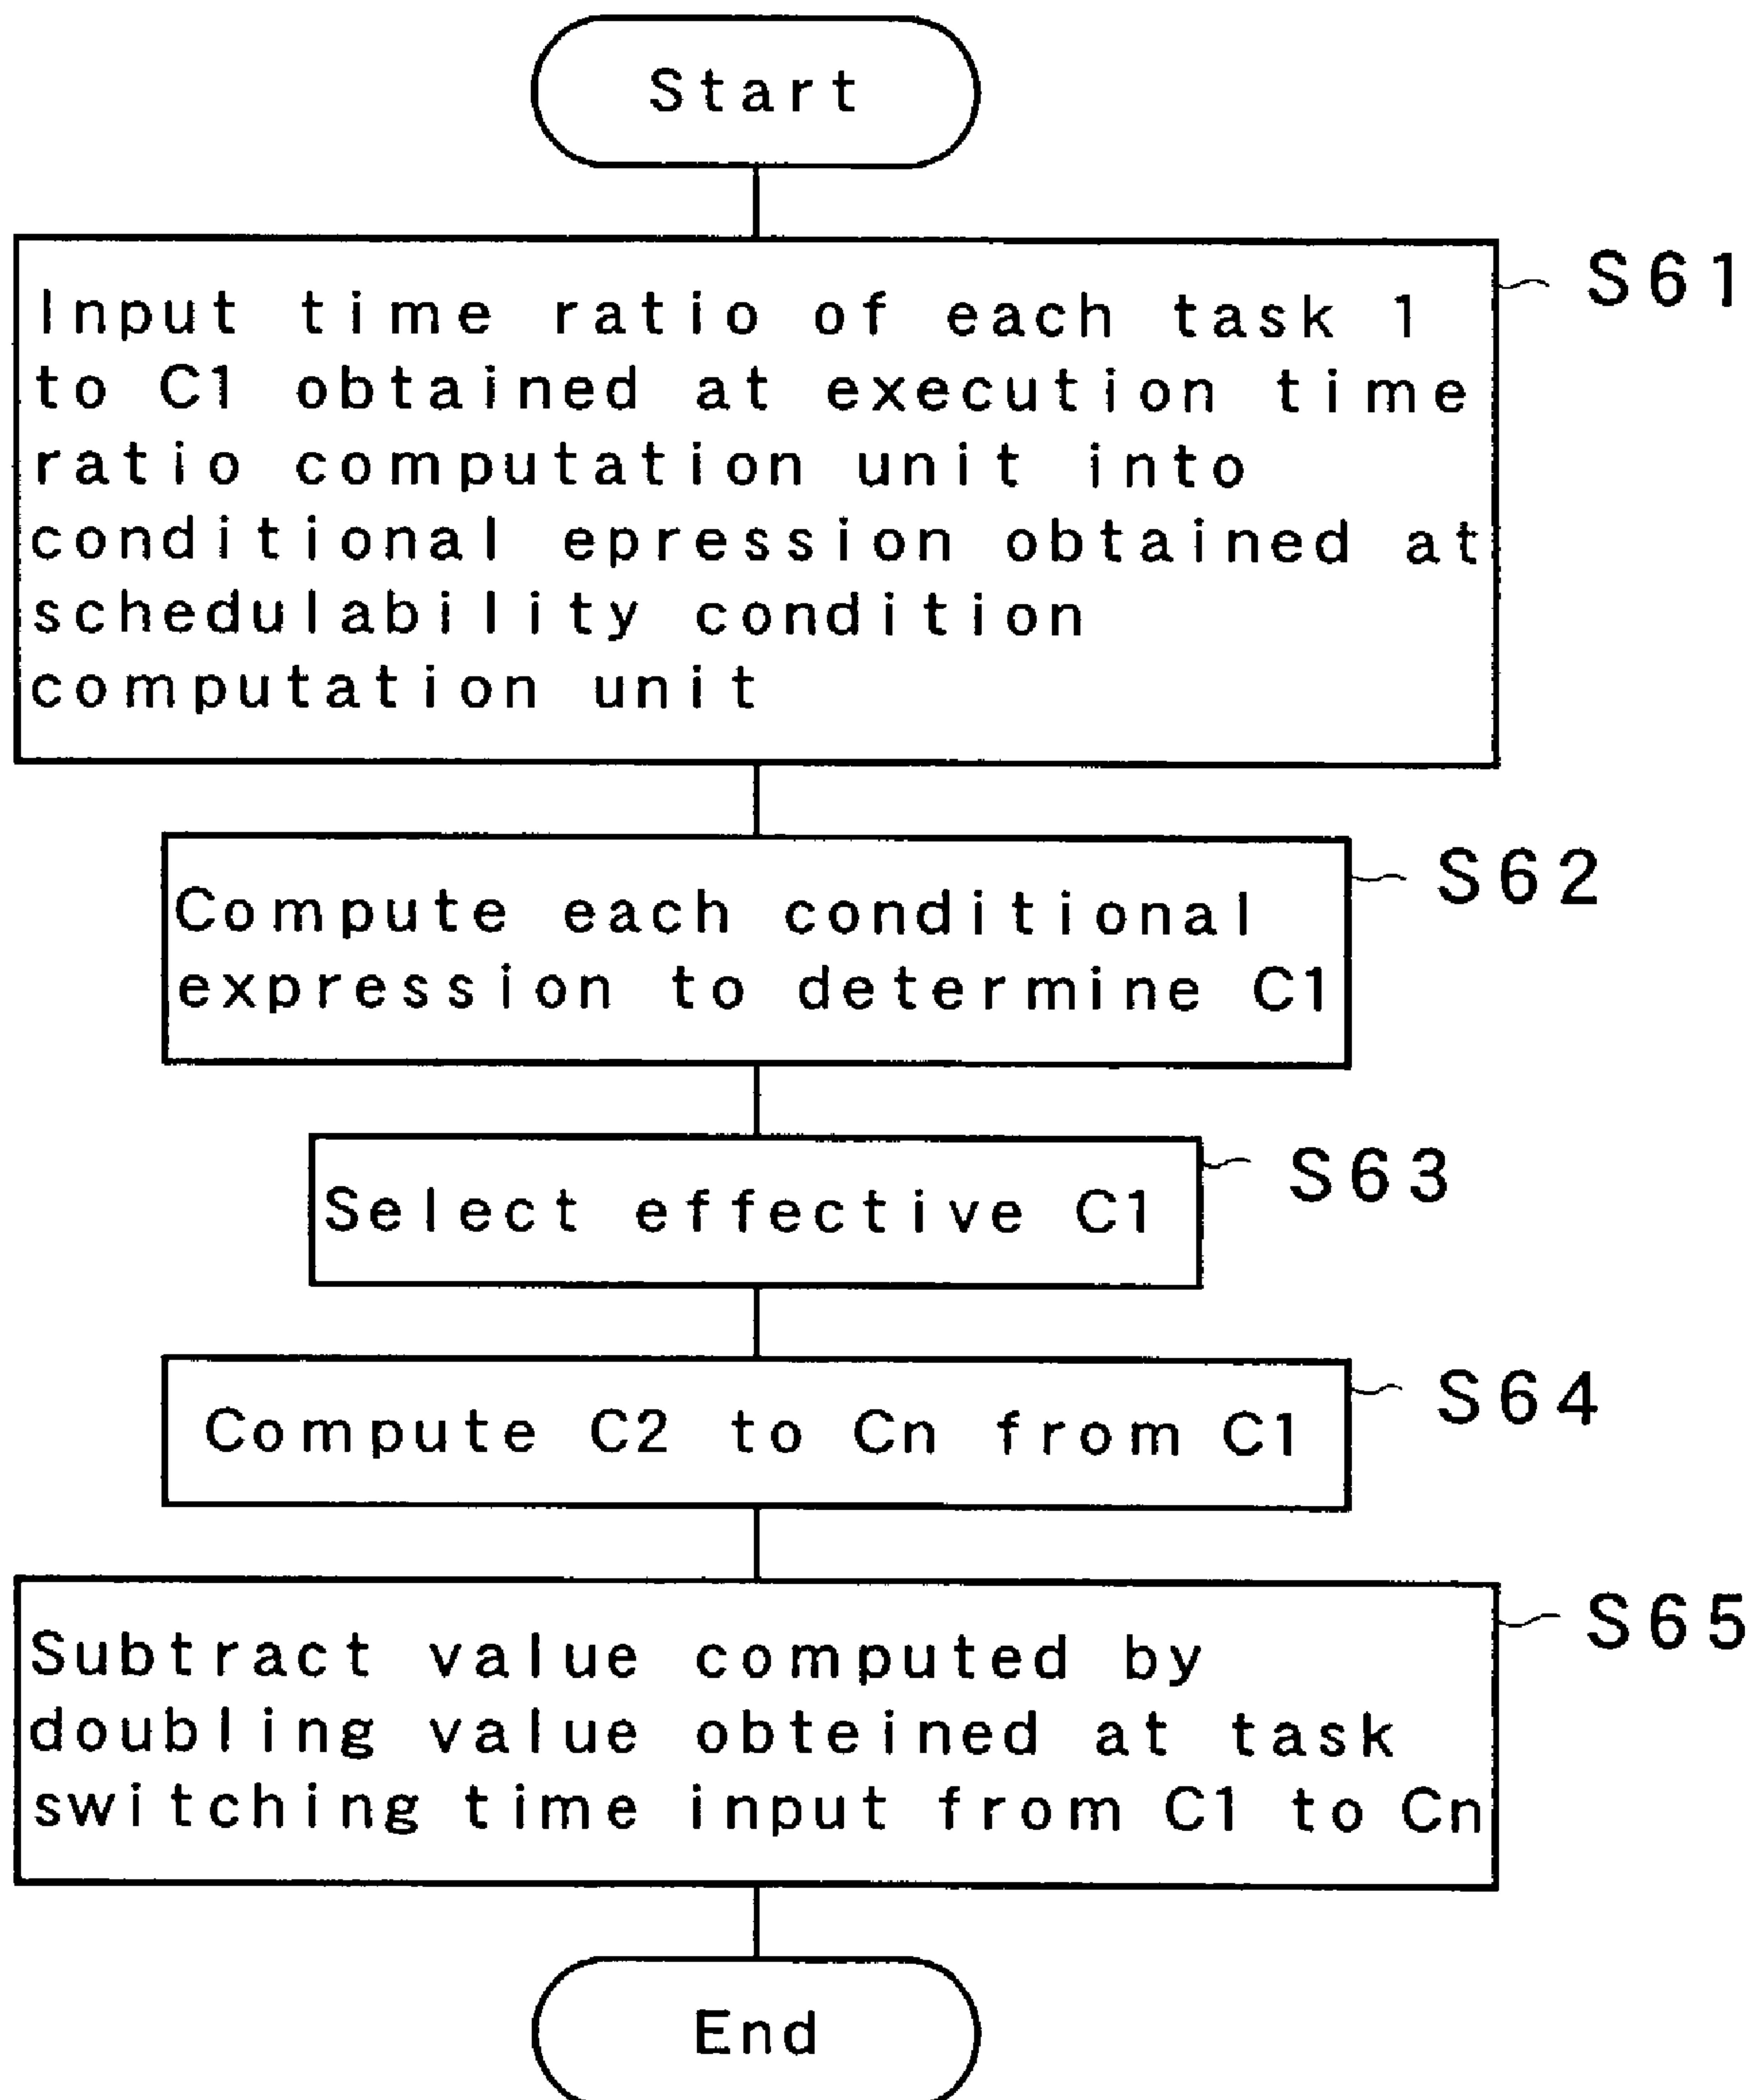 Start
S61
Input time ratio of each task 1
to C1 obtained at execution time
ratio computation unit into
conditional epression obtained at
schedulability condition
computation unit
S62
Compute each conditional
expression to determine C1
S63
Select effective C1
S64
Compute C2 to Cn from C1
S65
Subtract value computed by
doubling value obteined at task
switching time input from C1 to Cn
End